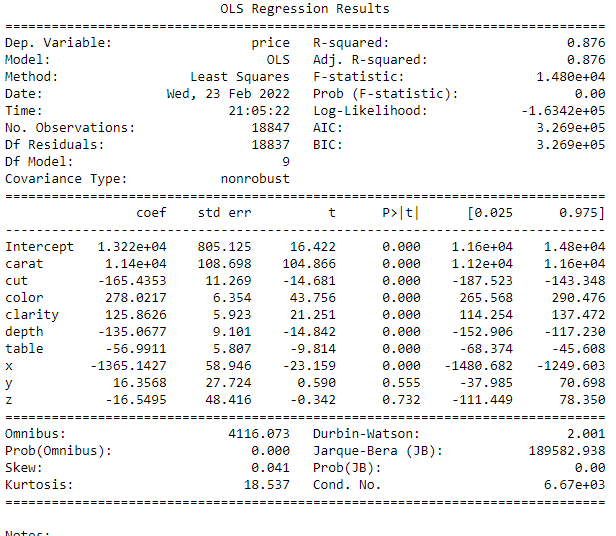 OLS Regression Results
==============================================================================
Dep. Variable:                  price   R-squared:                       0.876
Model:                            OLS   Adj. R-squared:                  0.876
Method:                 Least Squares   F-statistic:                 1.480e+04
Date:                Wed, 23 Feb 2022   Prob (F-statistic):               0.00
Time:                        21:05:22   Log-Likelihood:            -1.6342e+05
No. Observations:               18847   AIC:                         3.269e+05
Df Residuals:                   18837   BIC:                         3.269e+05
Df Model:                           9
Covariance Type:            nonrobust
==============================================================================
                 coef    std err          t      P>|t|      [0.025      0.975]
------------------------------------------------------------------------------
Intercept   1.322e+04    805.125     16.422      0.000    1.16e+04    1.48e+04
carat        1.14e+04    108.698    104.866      0.000    1.12e+04    1.16e+04
cut         -165.4353     11.269    -14.681      0.000    -187.523    -143.348
color        278.0217      6.354     43.756      0.000     265.568     290.476
clarity      125.8626      5.923     21.251      0.000     114.254     137.472
depth       -135.0677      9.101    -14.842      0.000    -152.906    -117.230
table        -56.9911      5.807     -9.814      0.000     -68.374     -45.608
x          -1365.1427     58.946    -23.159      0.000   -1480.682   -1249.603
y             16.3568     27.724      0.590      0.555     -37.985      70.698
z            -16.5495     48.416     -0.342      0.732    -111.449      78.350
==============================================================================
Omnibus:                     4116.073   Durbin-Watson:                   2.001
Prob(Omnibus):                  0.000   Jarque-Bera (JB):           189582.938
Skew:                           0.041   Prob(JB):                         0.00
Kurtosis:                      18.537   Cond. No.                     6.67e+03
==============================================================================
Notes: